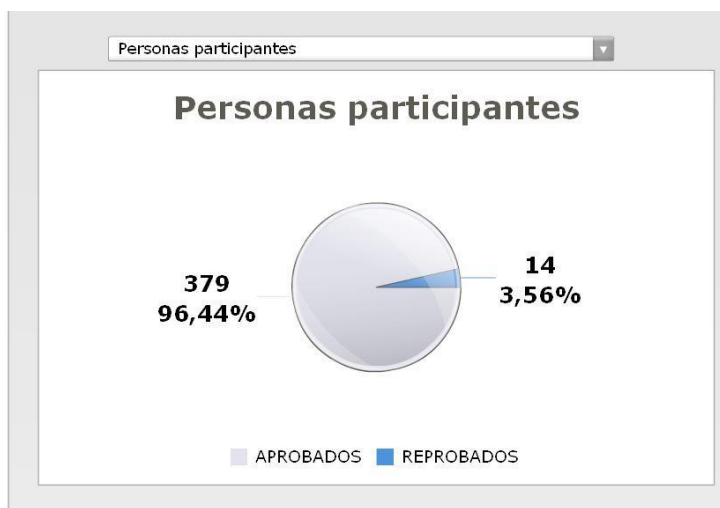 Personas participantes
Personas participantes
379
96,44%
14
3,56%
APROBADOS REPROBADOS